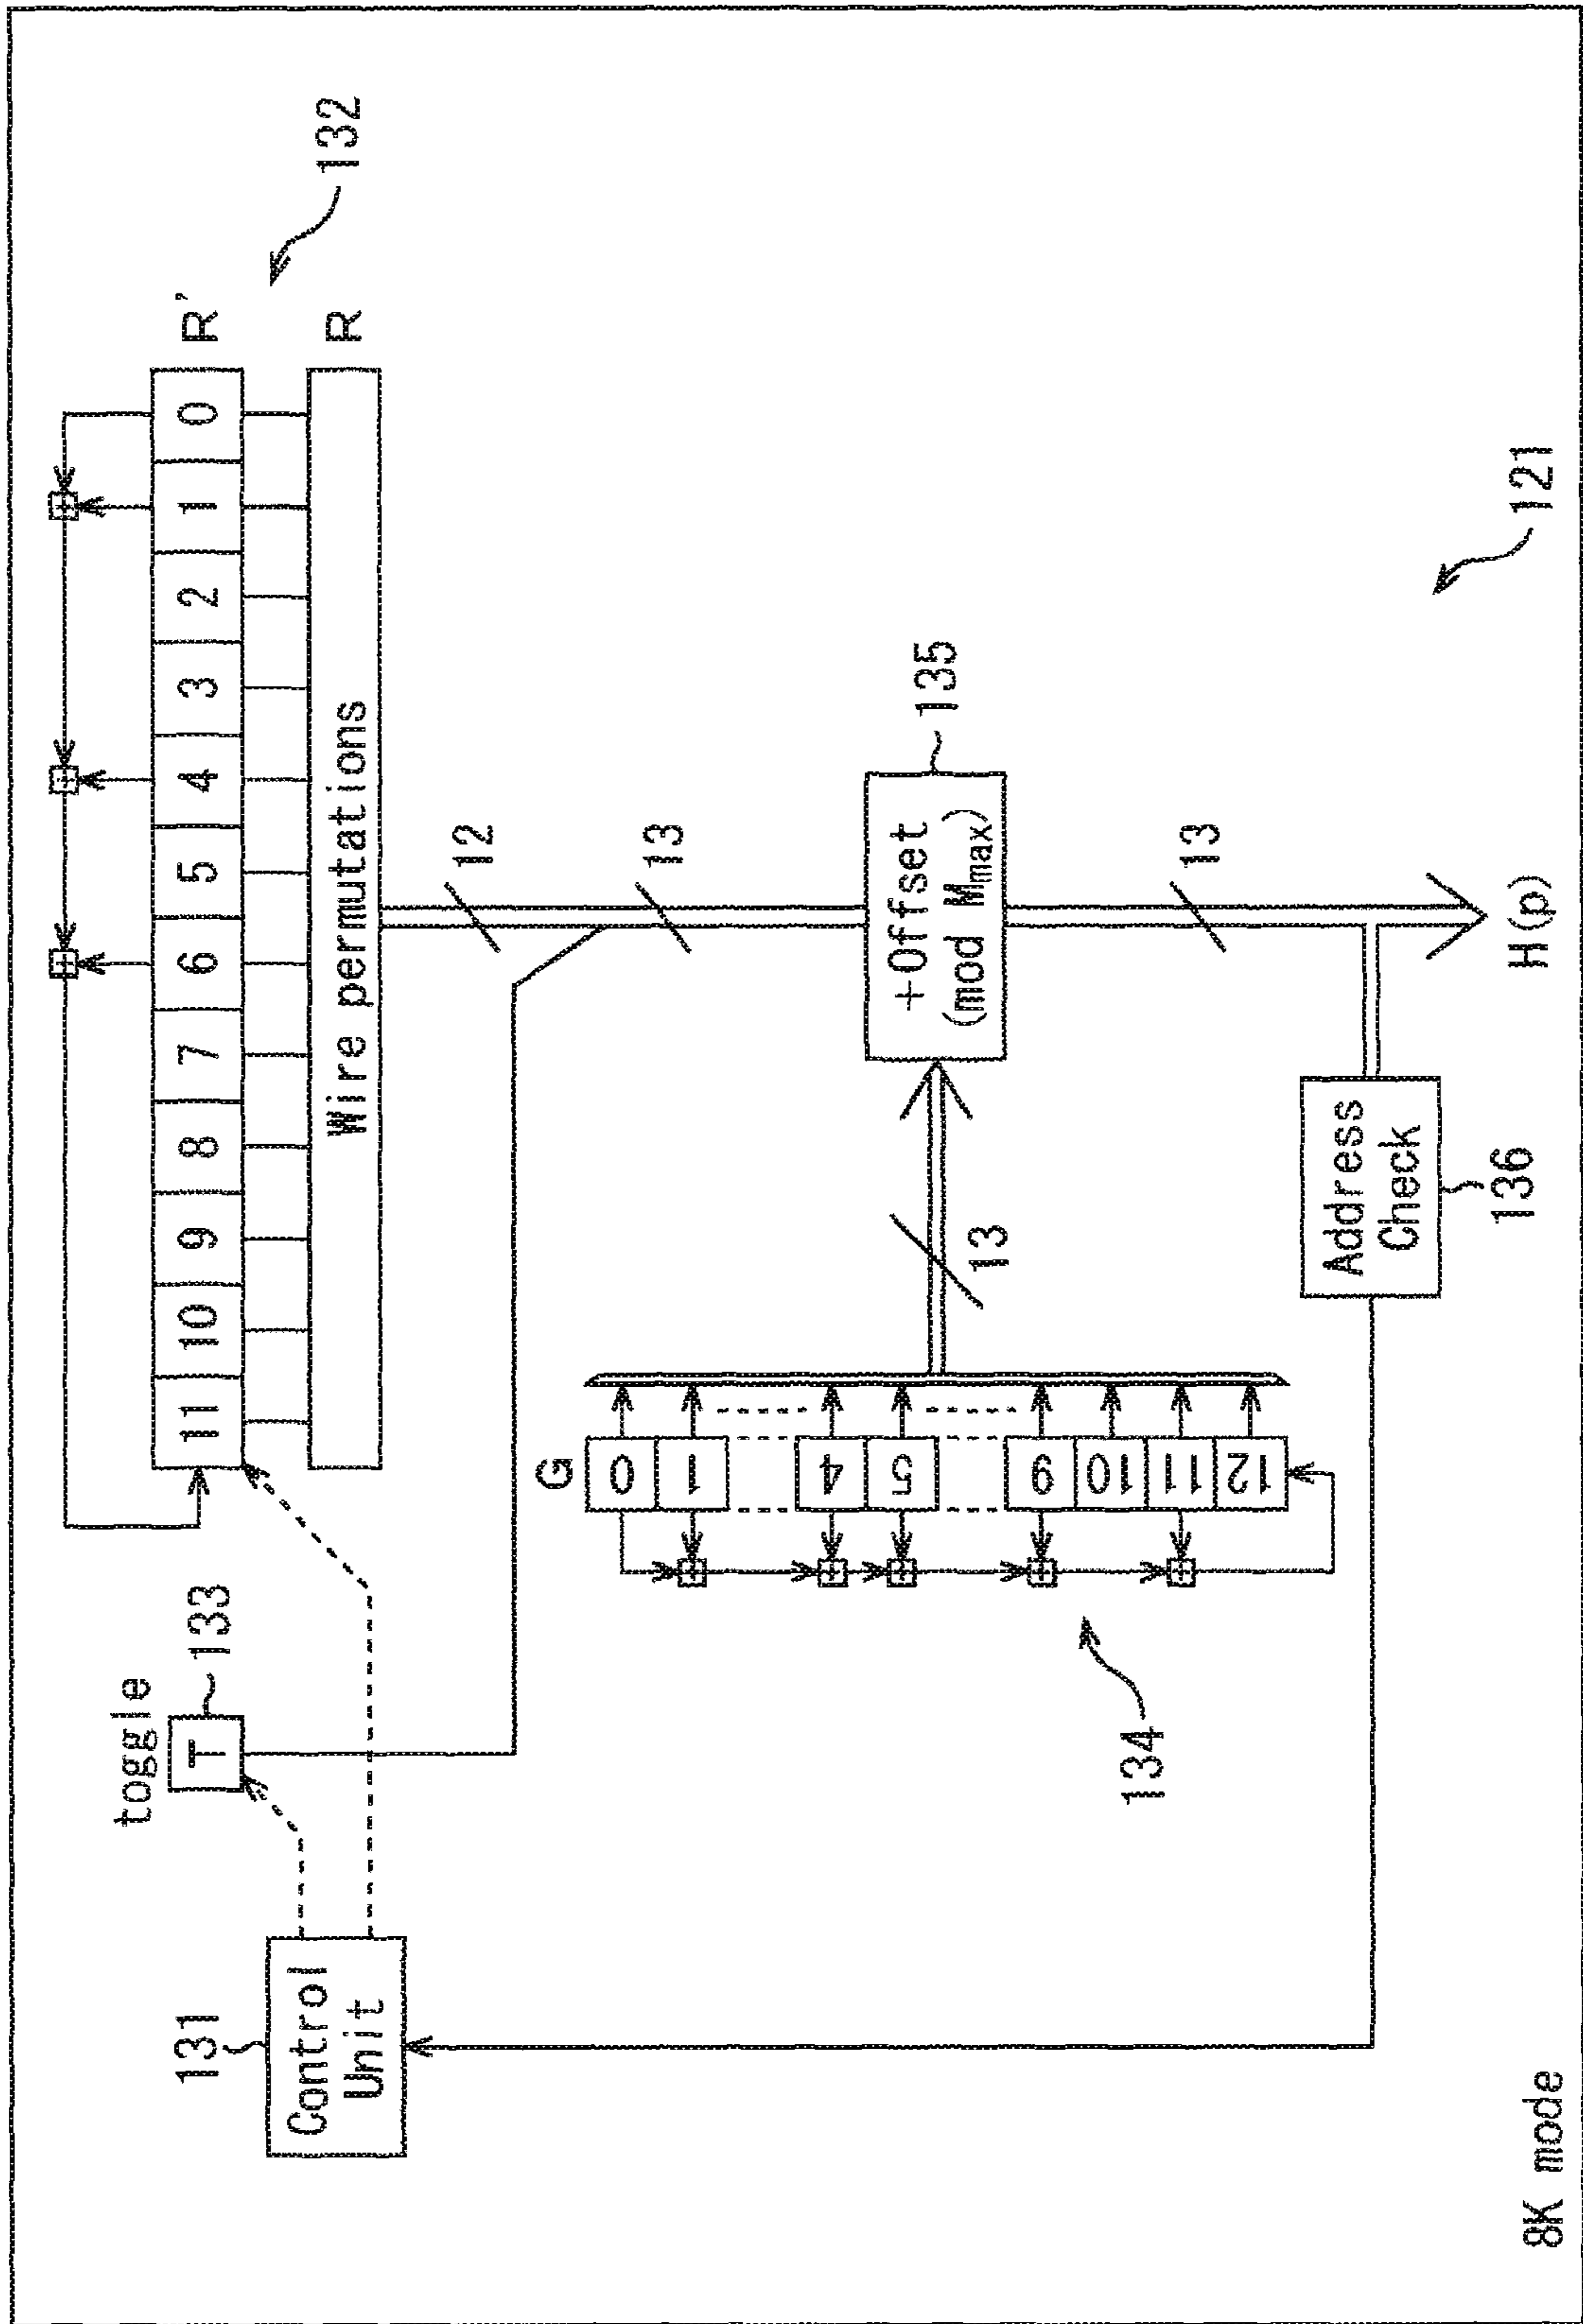 toggle
131
133
T
Control
Unit
11 10 9 8 7 6 5 4 3 2 1 0
R'
Wire permutations
R
132
12
13
G
0
1
4
5
9
10
11
12
134
13
+Offset
(mod Mmax)
135
13
Address
Check
136
H(p)
121
8K mode